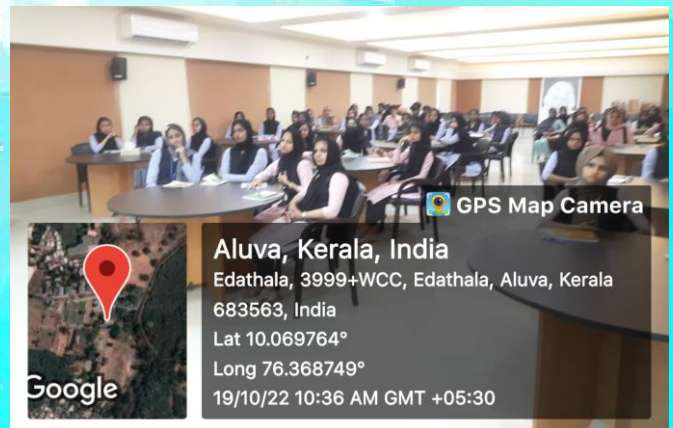 GPS Map Camera
Aluva, Kerala, India
Edathala, 3999+WCC, Edathala, Aluva, Kerala
683563, India
Lat 10.069764°
Long 76.368749°
19/10/22 10:36 AM GMT +05:30
Google